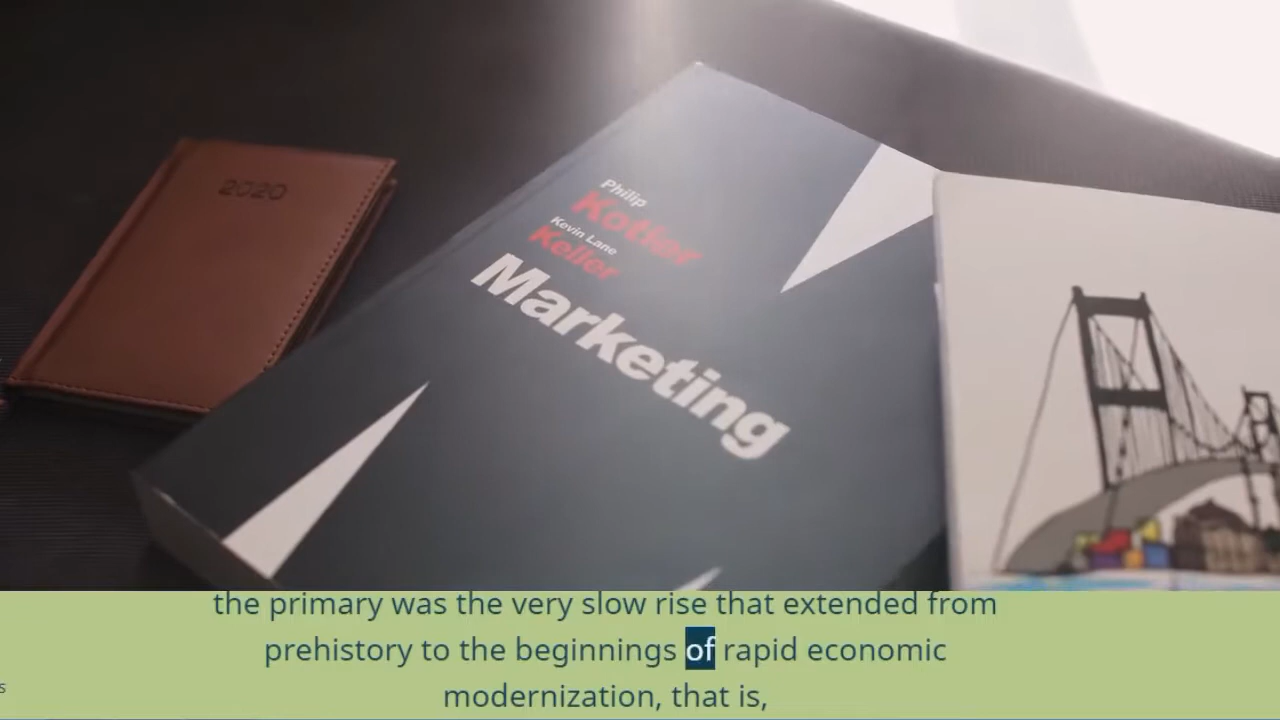 2020
Philip
Kotler
Kevin Lane
Keller
Marketing
the primary was the very slow rise that extended from
prehistory to the beginnings of rapid economic
modernization, that is,
s